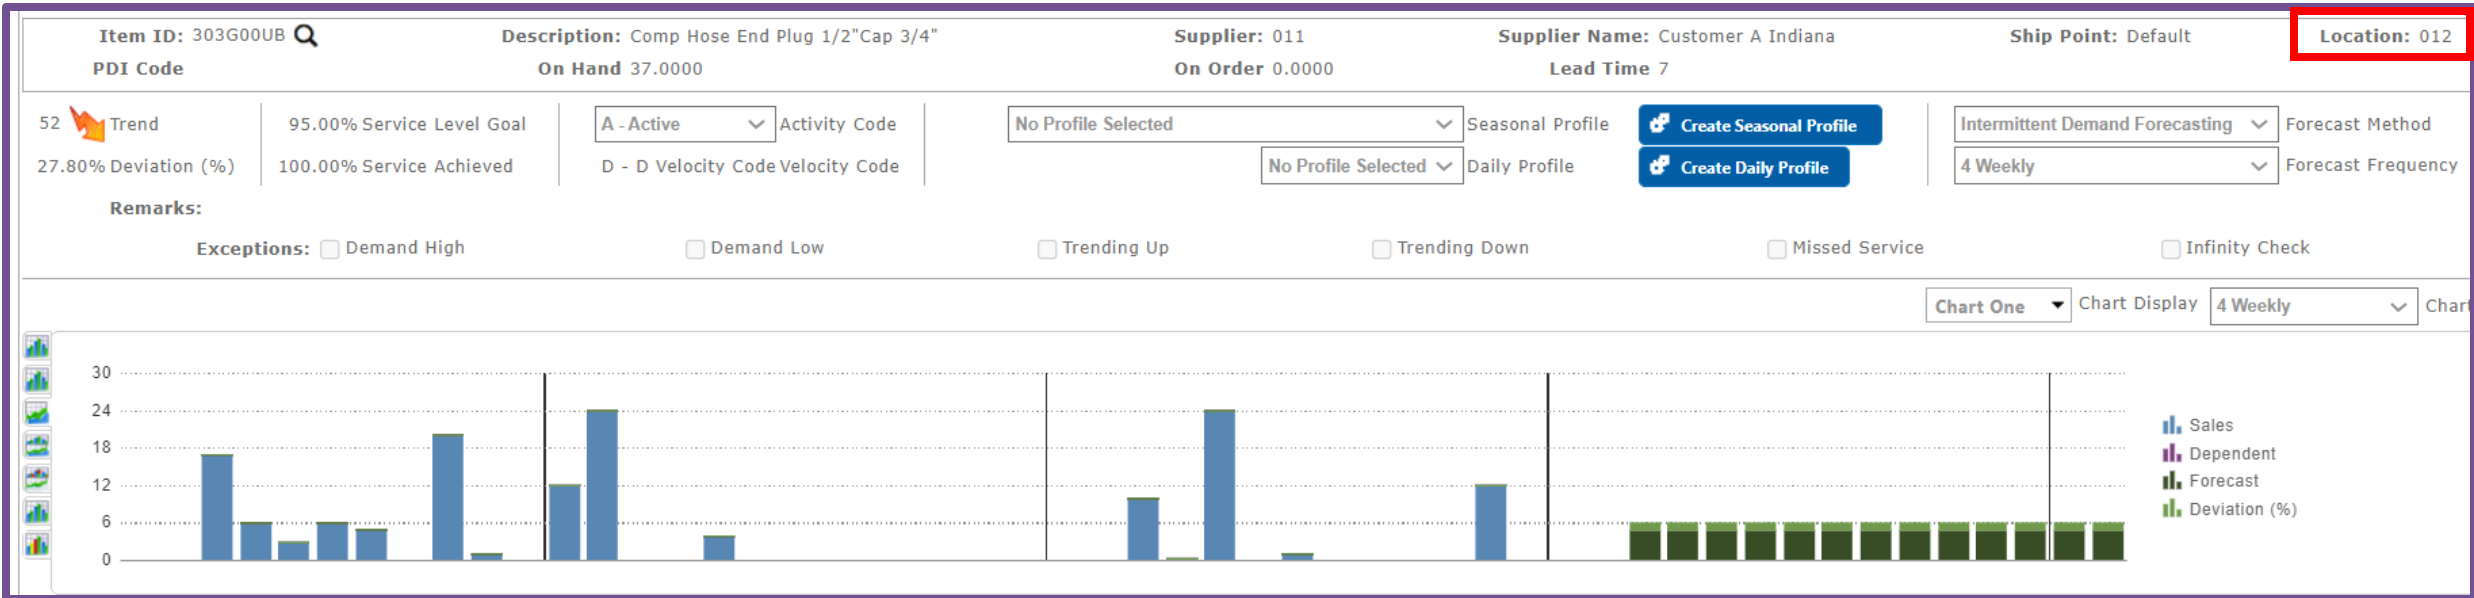 Item ID: 303G00UB Description: Comp Hose End Plug 1/2"Cap 3/4" Supplier: 011 Supplier Name: Customer A Indiana Ship Point: Default Location: 012
PDI Code On Hand 37.0000 On Order 0.0000 Lead Time 7
52 Trend 95.00% Service Level Goal A - Active Activity Code No Profile Selected Seasonal Profile Create Seasonal Profile Intermittent Demand Forecasting Forecast Method
27.80% Deviation (%) 100.00% Service Achieved D - D Velocity Code Velocity Code No Profile Selected Daily Profile Create Daily Profile 4 Weekly Forecast Frequency
Remarks:
Exceptions: Demand High Demand Low Trending Up Trending Down Missed Service Infinity Check
Chart One Chart Display 4 Weekly Chart
30
24
18
12
6
0
Sales
Dependent
Forecast
Deviation (%)